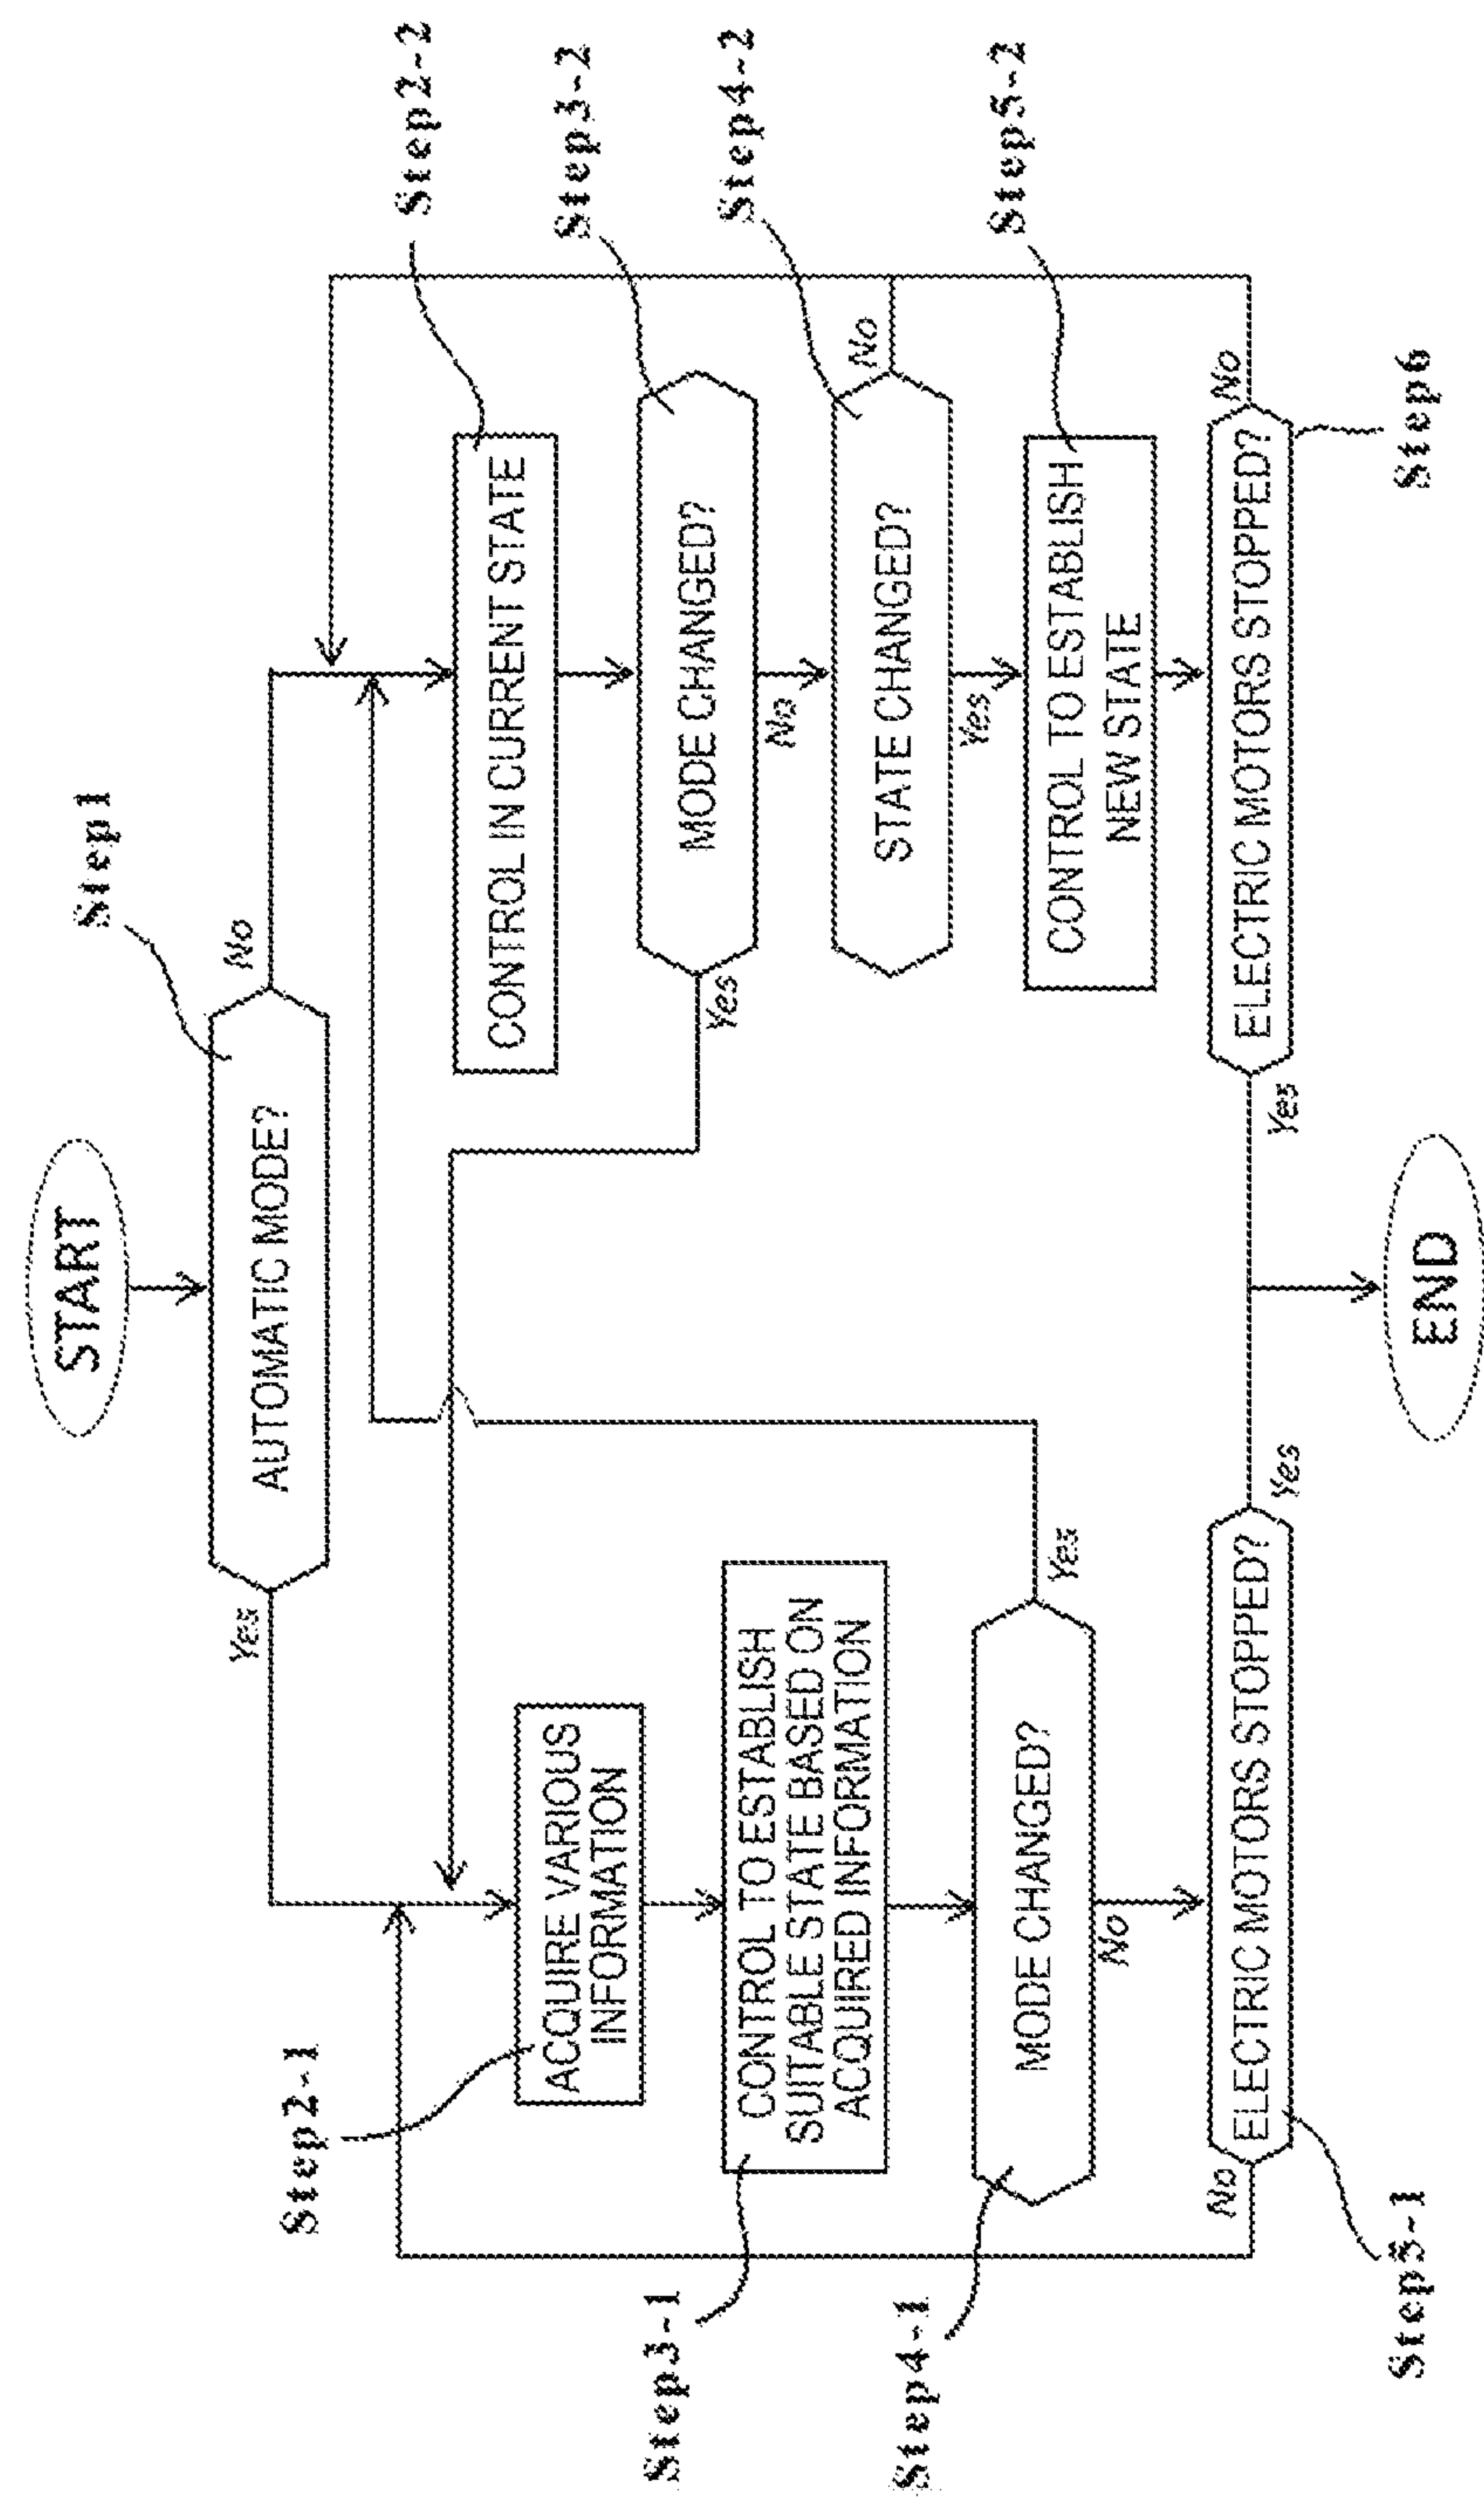 START
Step1
AUTOMATIC MODE?
Yes
No
Step2-1
ACQUIRE VARIOUS
INFORMATION
Step3-1
CONTROL TO ESTABLISH
SUITABLE STATE BASED ON
ACQUIRED INFORMATION
Step4-1
MODE CHANGED?
Yes
No
Step5-1
ELECTRIC MOTORS STOPPED?
No
Yes
Step2-2
CONTROL IN CURRENT STATE
Step3-2
MODE CHANGED?
Yes
No
Step4-2
STATE CHANGED?
No
Yes
Step5-2
CONTROL TO ESTABLISH
NEW STATE
ELECTRIC MOTORS STOPPED?
Yes
No
Step6
END